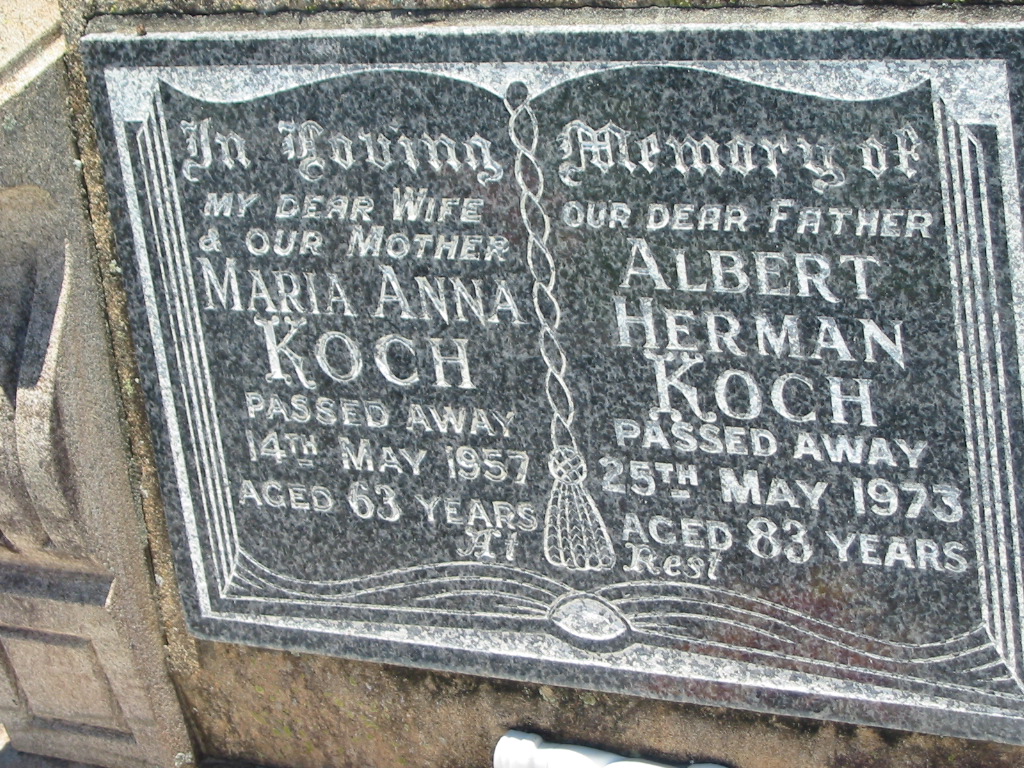 In Loving Memory of
MY DEAR WIFE
& OUR MOTHER
MARIA ANNA
KOCH
PASSED AWAY
14TH MAY 1957
AGED 63 YEARS
OUR DEAR FATHER
ALBERT
HERMAN
KOCH
PASSED AWAY
25TH MAY 1973
AGED 83 YEARS
At Rest